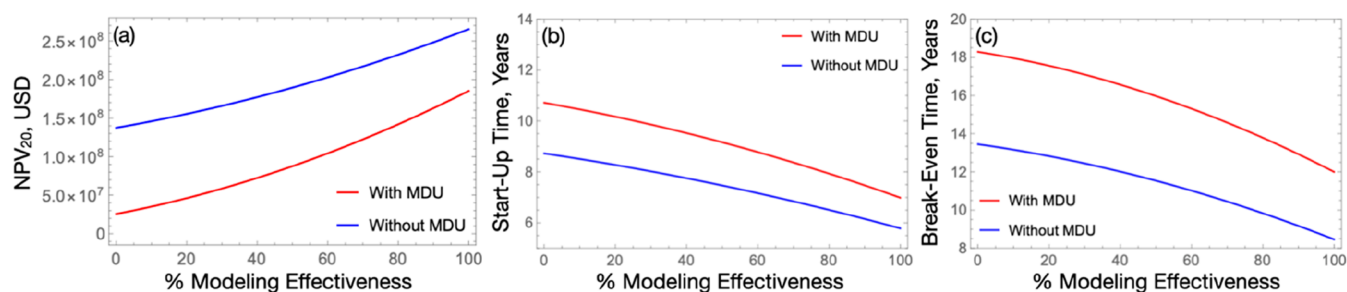 (a)
NPV₂₀, USD
2.5×10⁸
2.0×10⁸
1.5×10⁸
1.0×10⁸
5.0×10⁷
0
With MDU
Without MDU
0 20 40 60 80 100
% Modeling Effectiveness
(b)
Start-Up Time, Years
14
12
10
8
6
With MDU
Without MDU
0 20 40 60 80 100
% Modeling Effectiveness
(c)
Break-Even Time, Years
20
18
16
14
12
10
8
With MDU
Without MDU
0 20 40 60 80 100
% Modeling Effectiveness